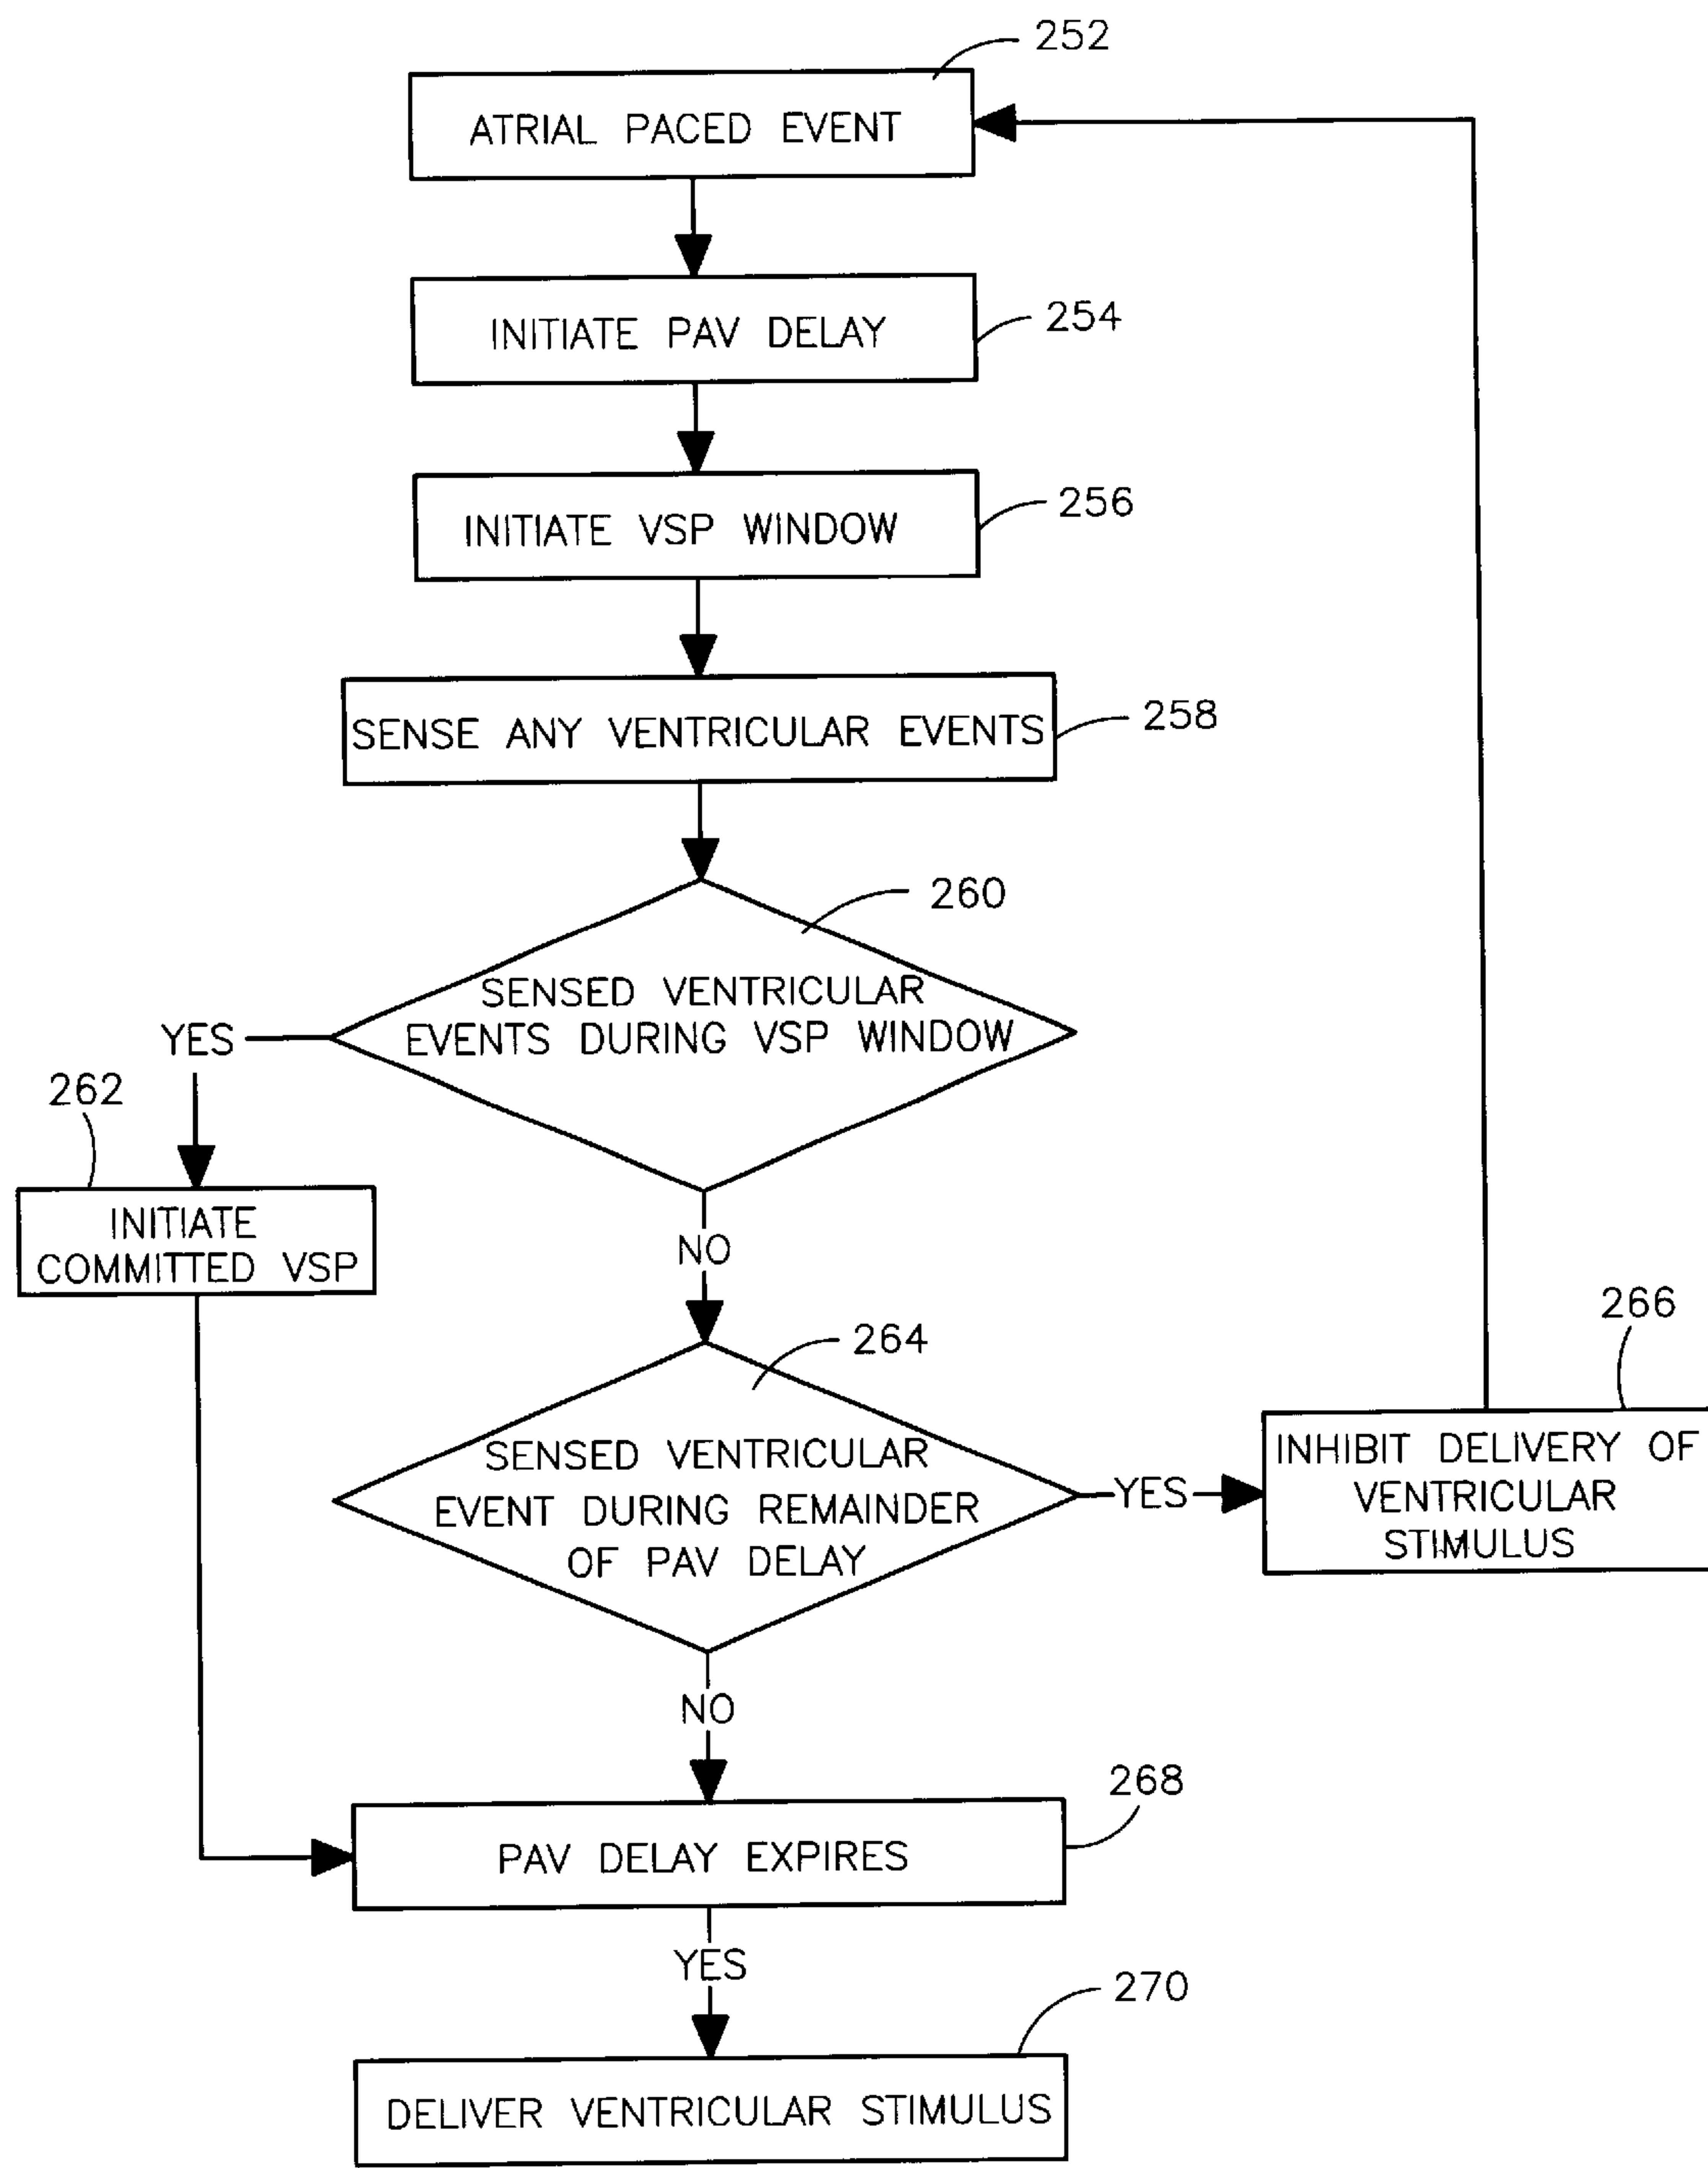 252
ATRIAL PACED EVENT
INITIATE PAV DELAY
254
INITIATE VSP WINDOW
256
SENSE ANY VENTRICULAR EVENTS
258
260
SENSED VENTRICULAR
EVENTS DURING VSP WINDOW
YES
262
INITIATE
COMMITTED VSP
NO
264
SENSED VENTRICULAR
EVENT DURING REMAINDER
OF PAV DELAY
YES
266
INHIBIT DELIVERY OF
VENTRICULAR
STIMULUS
NO
268
PAV DELAY EXPIRES
YES
270
DELIVER VENTRICULAR STIMULUS